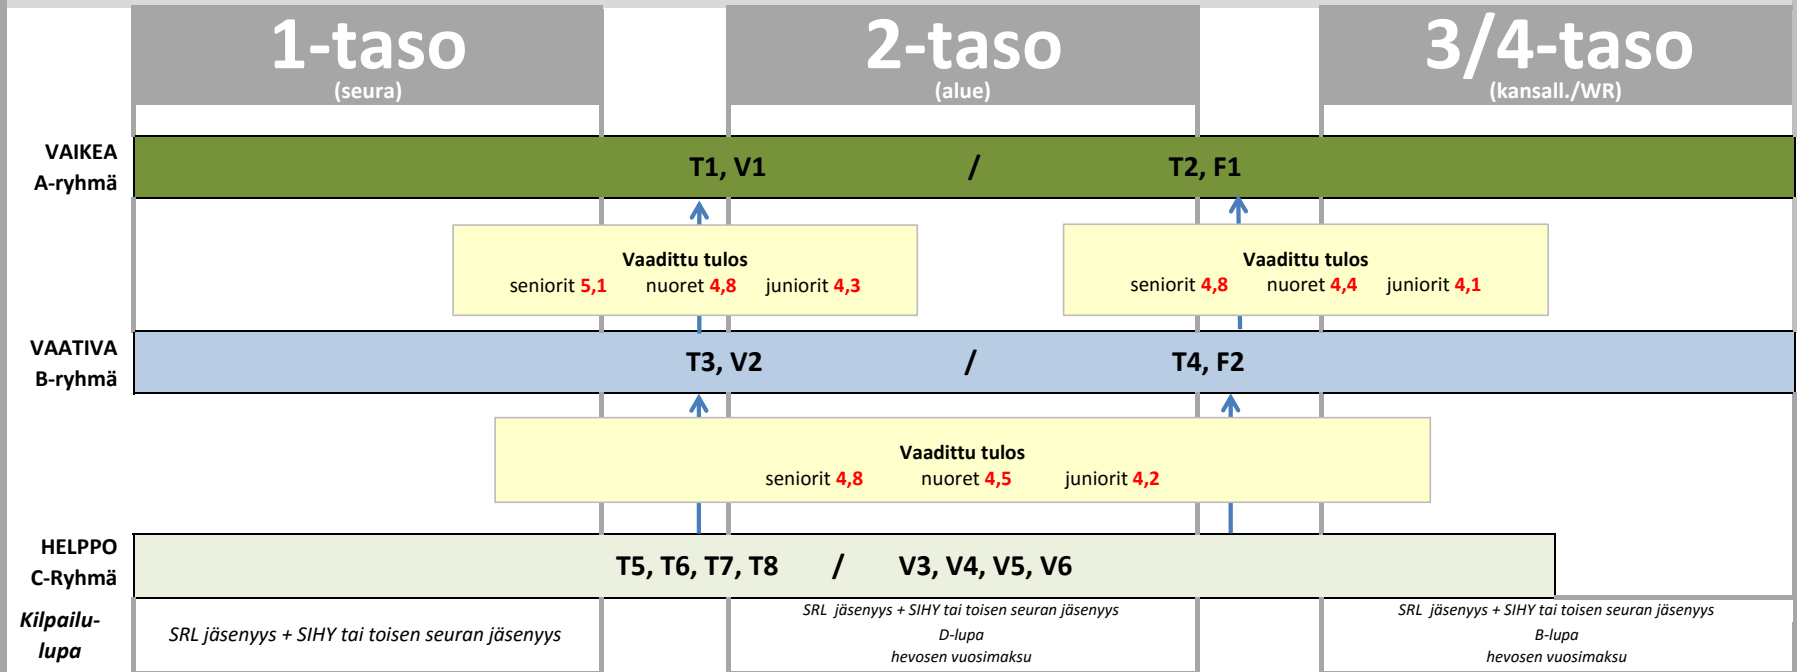 1-taso
(seura)
2-taso
(alue)
3/4-taso
(kansall./WR)
VAIKEA
A-ryhmä
T1, V1 / T2, F1
Vaadittu tulos
seniorit 5,1 nuoret 4,8 juniorit 4,3
Vaadittu tulos
seniorit 4,8 nuoret 4,4 juniorit 4,1
VAATIVA
B-ryhmä
T3, V2 / T4, F2
Vaadittu tulos
seniorit 4,8 nuoret 4,5 juniorit 4,2
HELPPO
C-Ryhmä
T5, T6, T7, T8 / V3, V4, V5, V6
Kilpailu-
lupa
SRL jäsenyys + SIHY tai toisen seuran jäsenyys
SRL jäsenyys + SIHY tai toisen seuran jäsenyys
D-lupa
hevosen vuosimaksu
SRL jäsenyys + SIHY tai toisen seuran jäsenyys
B-lupa
hevosen vuosimaksu